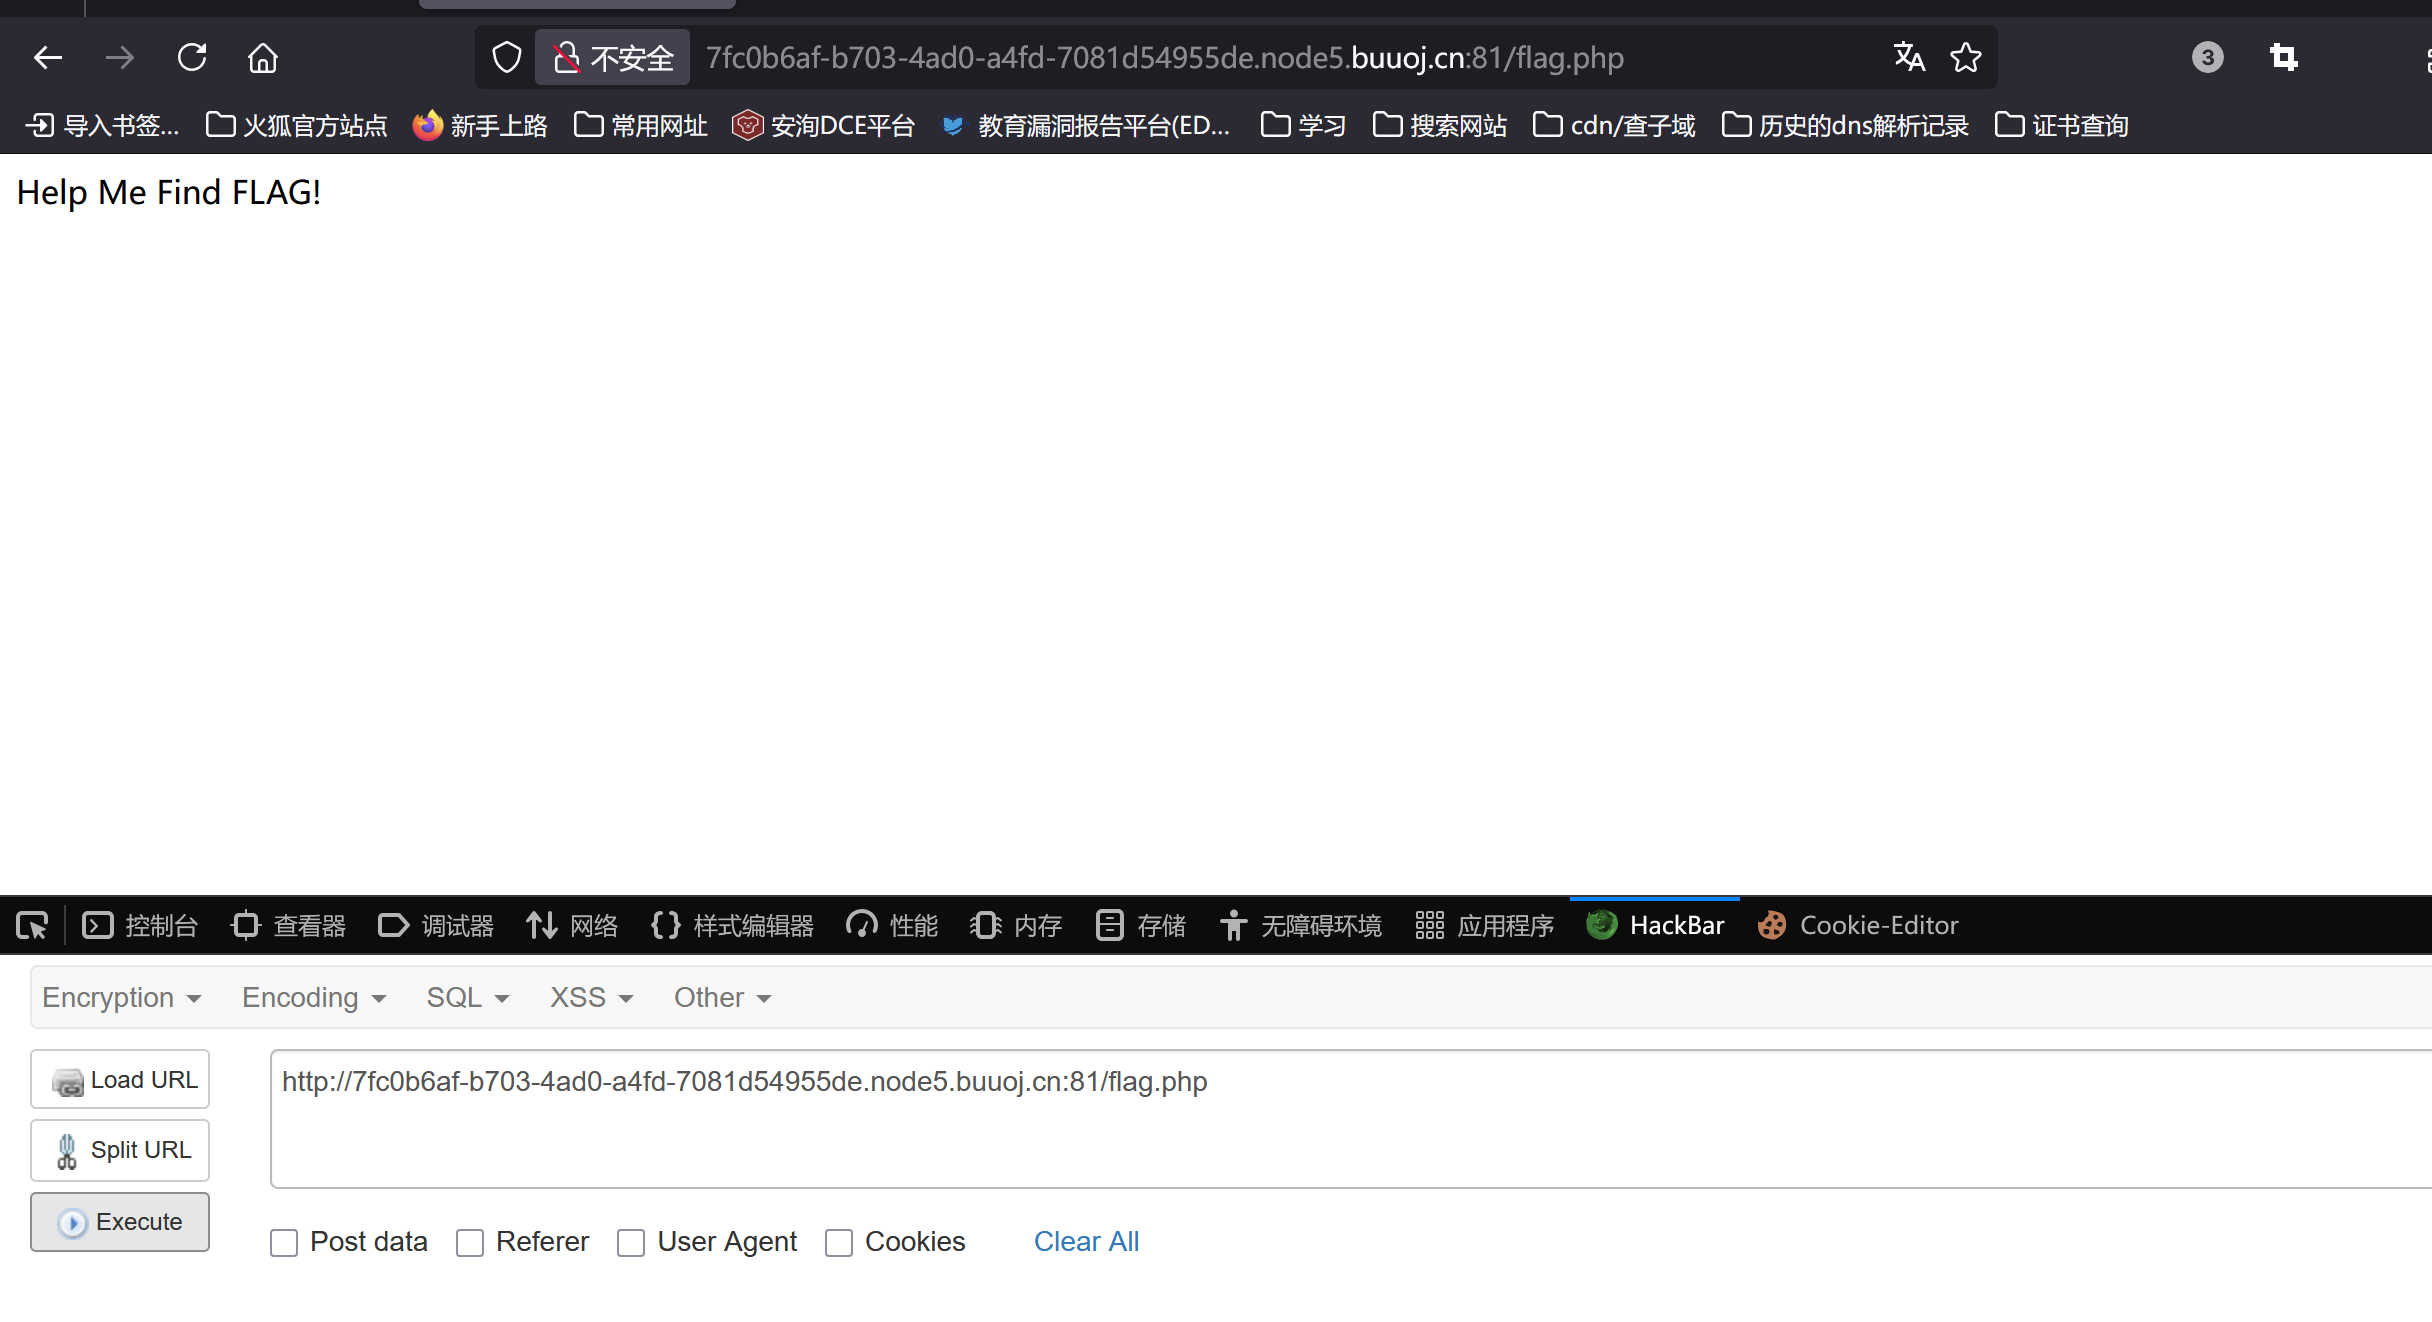 不安全 7fc0b6af-b703-4ad0-a4fd-7081d54955de.node5.buuoj.cn:81/flag.php 3
导入书签... 火狐官方站点 新手上路 常用网址 安洵DCE平台 教育漏洞报告平台(ED... 学习 搜索网站 cdn/查子域 历史的dns解析记录 证书查询
Help Me Find FLAG!
控制台 查看器 调试器 网络 样式编辑器 性能 内存 存储 无障碍环境 应用程序 HackBar Cookie-Editor
Encryption Encoding SQL XSS Other
Load URL http://7fc0b6af-b703-4ad0-a4fd-7081d54955de.node5.buuoj.cn:81/flag.php
Split URL
Execute
Post data Referer User Agent Cookies Clear All